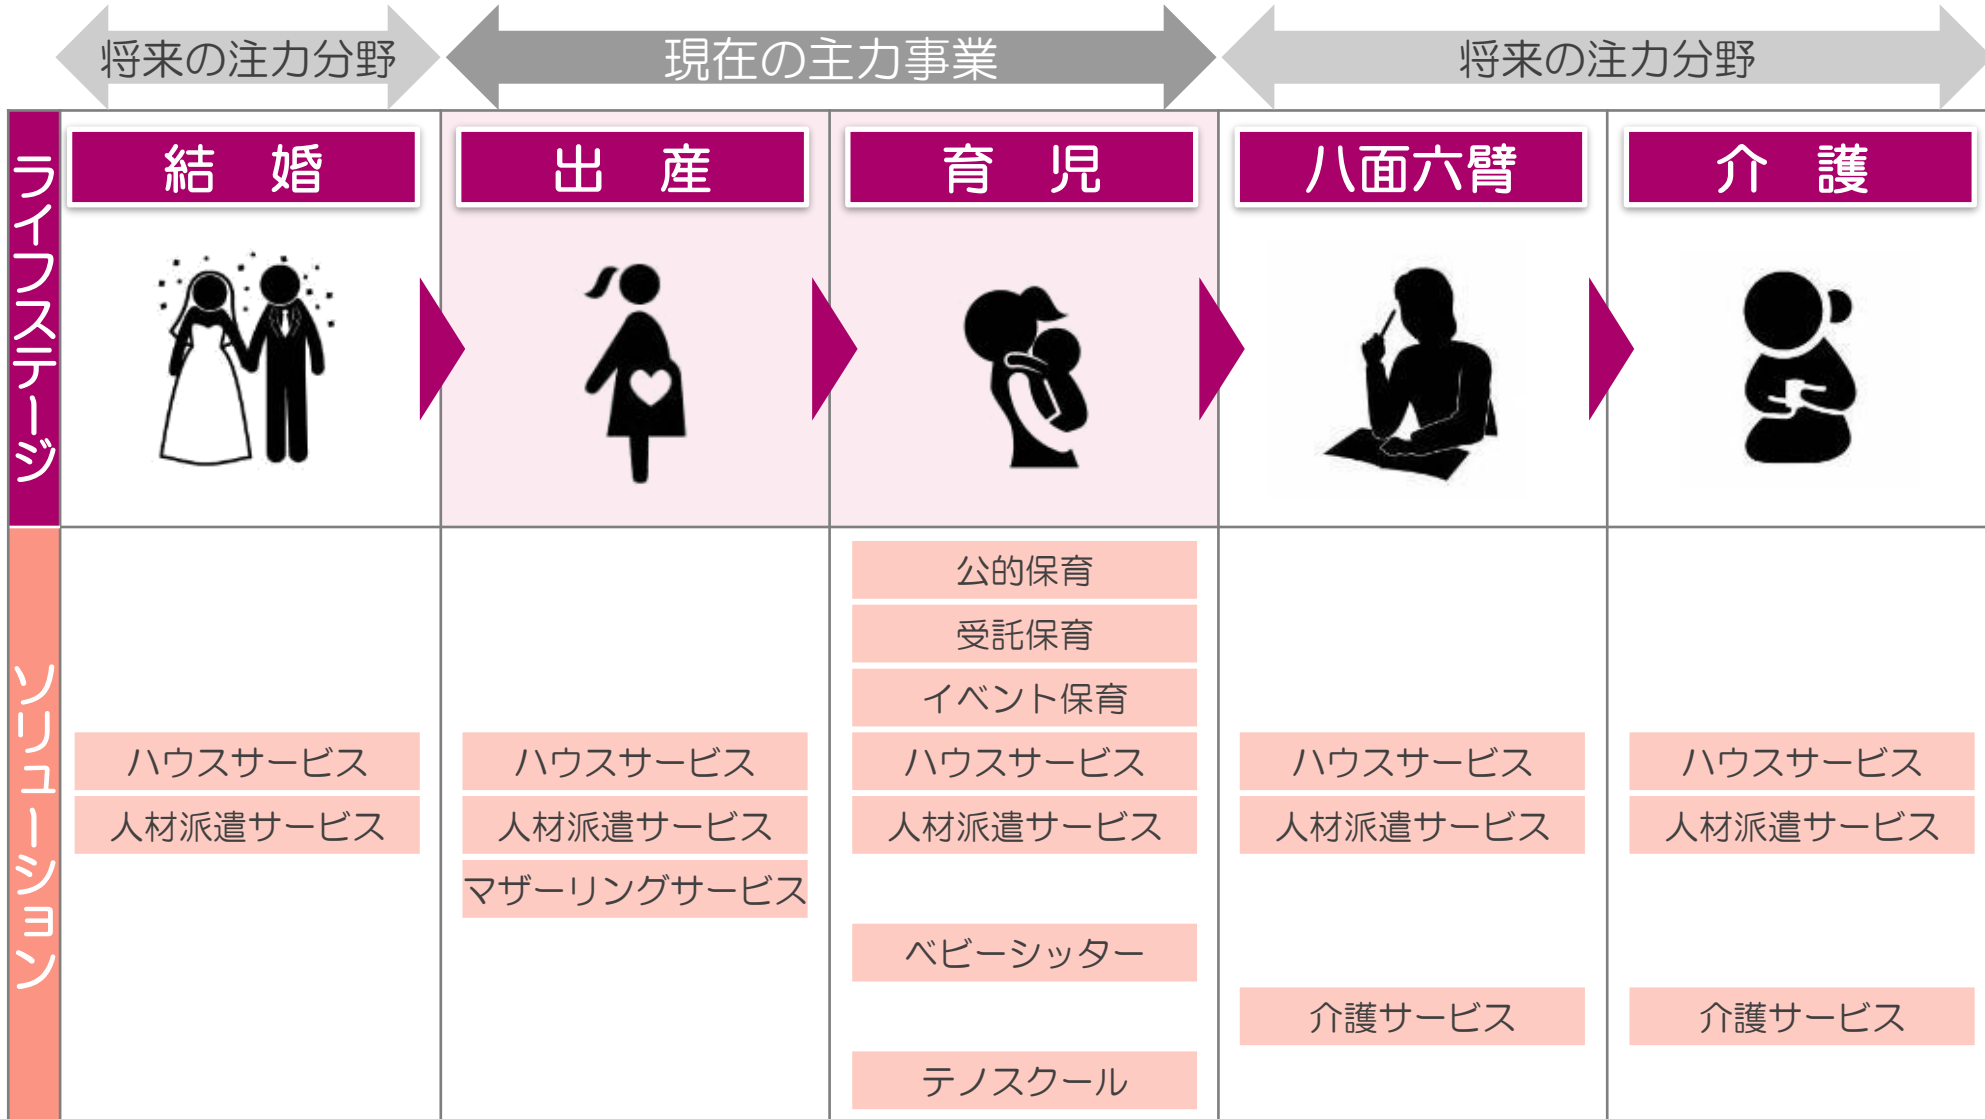 将来の注力分野
現在の主力事業
将来の注力分野
ライフステージ
結 婚
出 産
育 児
八面六臂
介 護
ソリューション
ハウスサービス
人材派遣サービス
ハウスサービス
人材派遣サービス
マザーリングサービス
公的保育
受託保育
イベント保育
ハウスサービス
人材派遣サービス
ベビーシッター
テノスクール
ハウスサービス
人材派遣サービス
介護サービス
ハウスサービス
人材派遣サービス
介護サービス